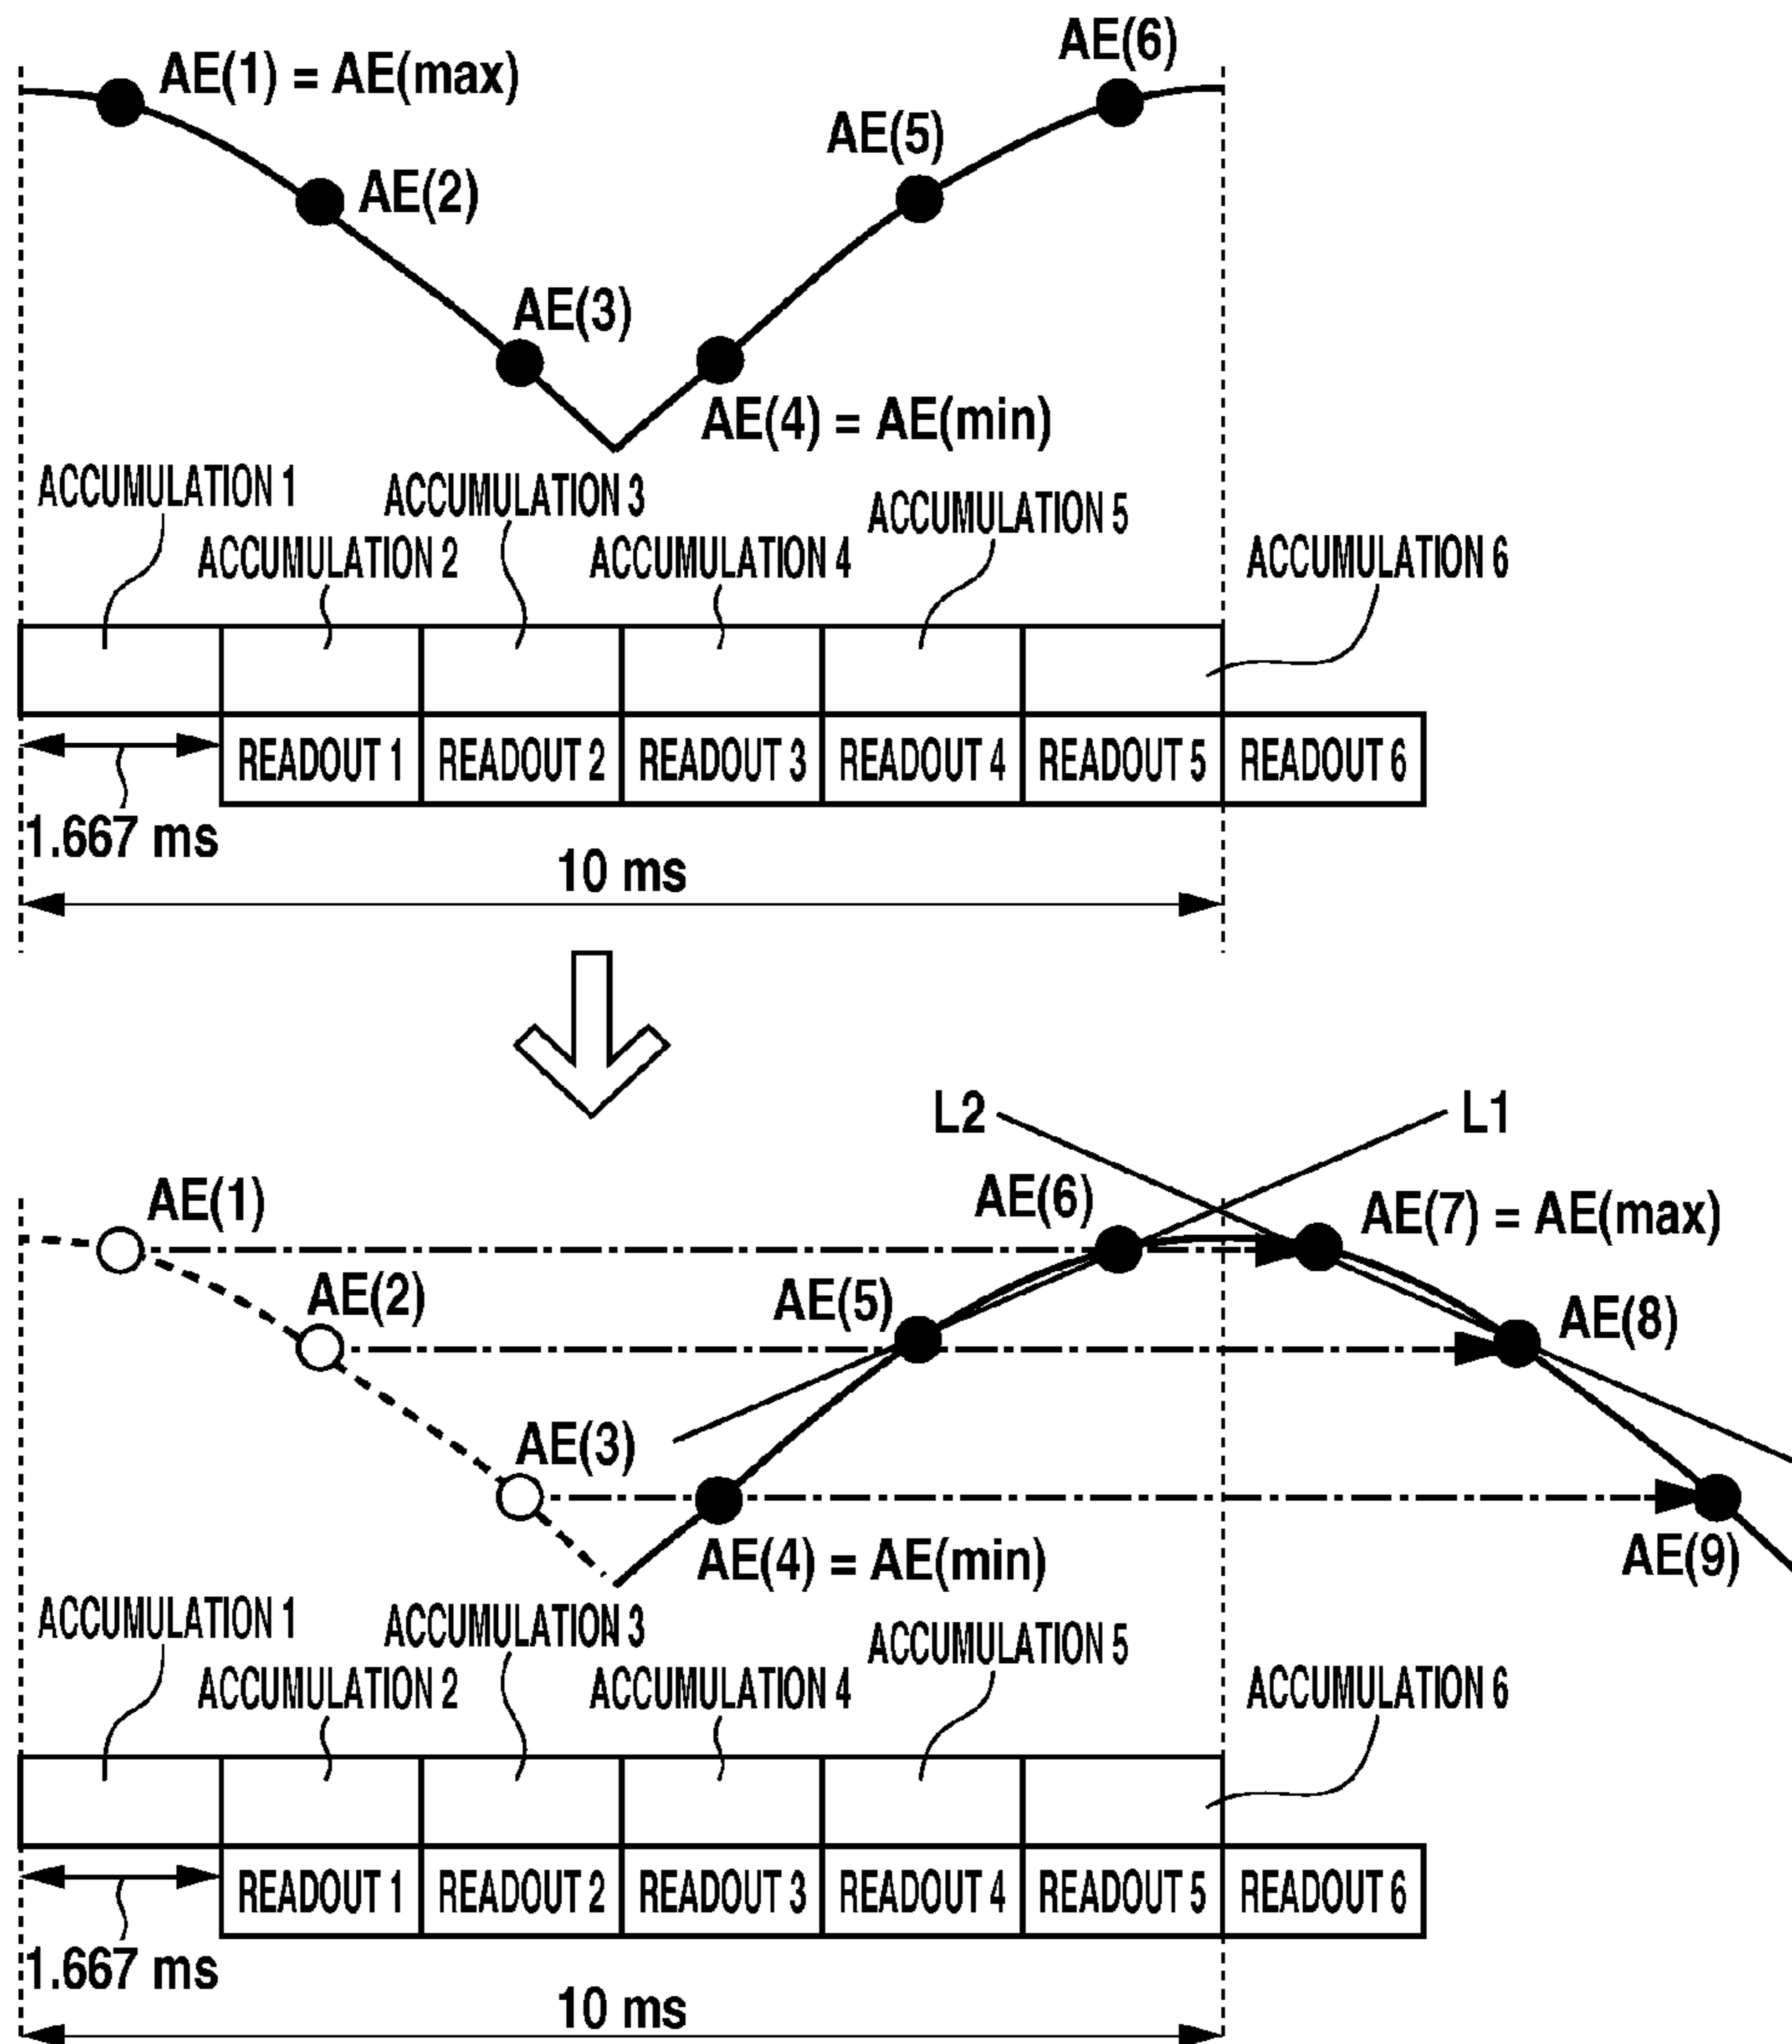 AE(6)
AE(1) = AE(max)
AE(5)
AE(2)
AE(3)
AE(4) = AE(min)
ACCUMULATION 1
ACCUMULATION 3
ACCUMULATION 5
ACCUMULATION 2
ACCUMULATION 4
ACCUMULATION 6
READOUT 1
READOUT 2
READOUT 3
READOUT 4
READOUT 5
READOUT 6
1.667 ms
10 ms
L2
L1
AE(1)
AE(6)
AE(7) = AE(max)
AE(2)
AE(5)
AE(8)
AE(3)
AE(4) = AE(min)
AE(9)
ACCUMULATION 1
ACCUMULATION 3
ACCUMULATION 5
ACCUMULATION 2
ACCUMULATION 4
ACCUMULATION 6
READOUT 1
READOUT 2
READOUT 3
READOUT 4
READOUT 5
READOUT 6
1.667 ms
10 ms